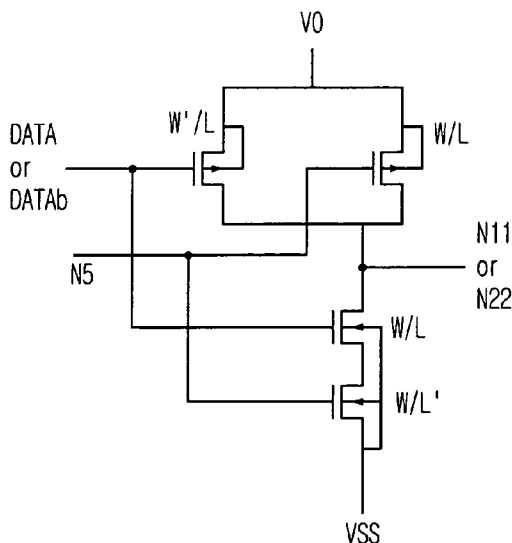 V0
W'/L
W/L
DATA
or
DATAb
N5
N11
or
N22
W/L
W/L'
VSS